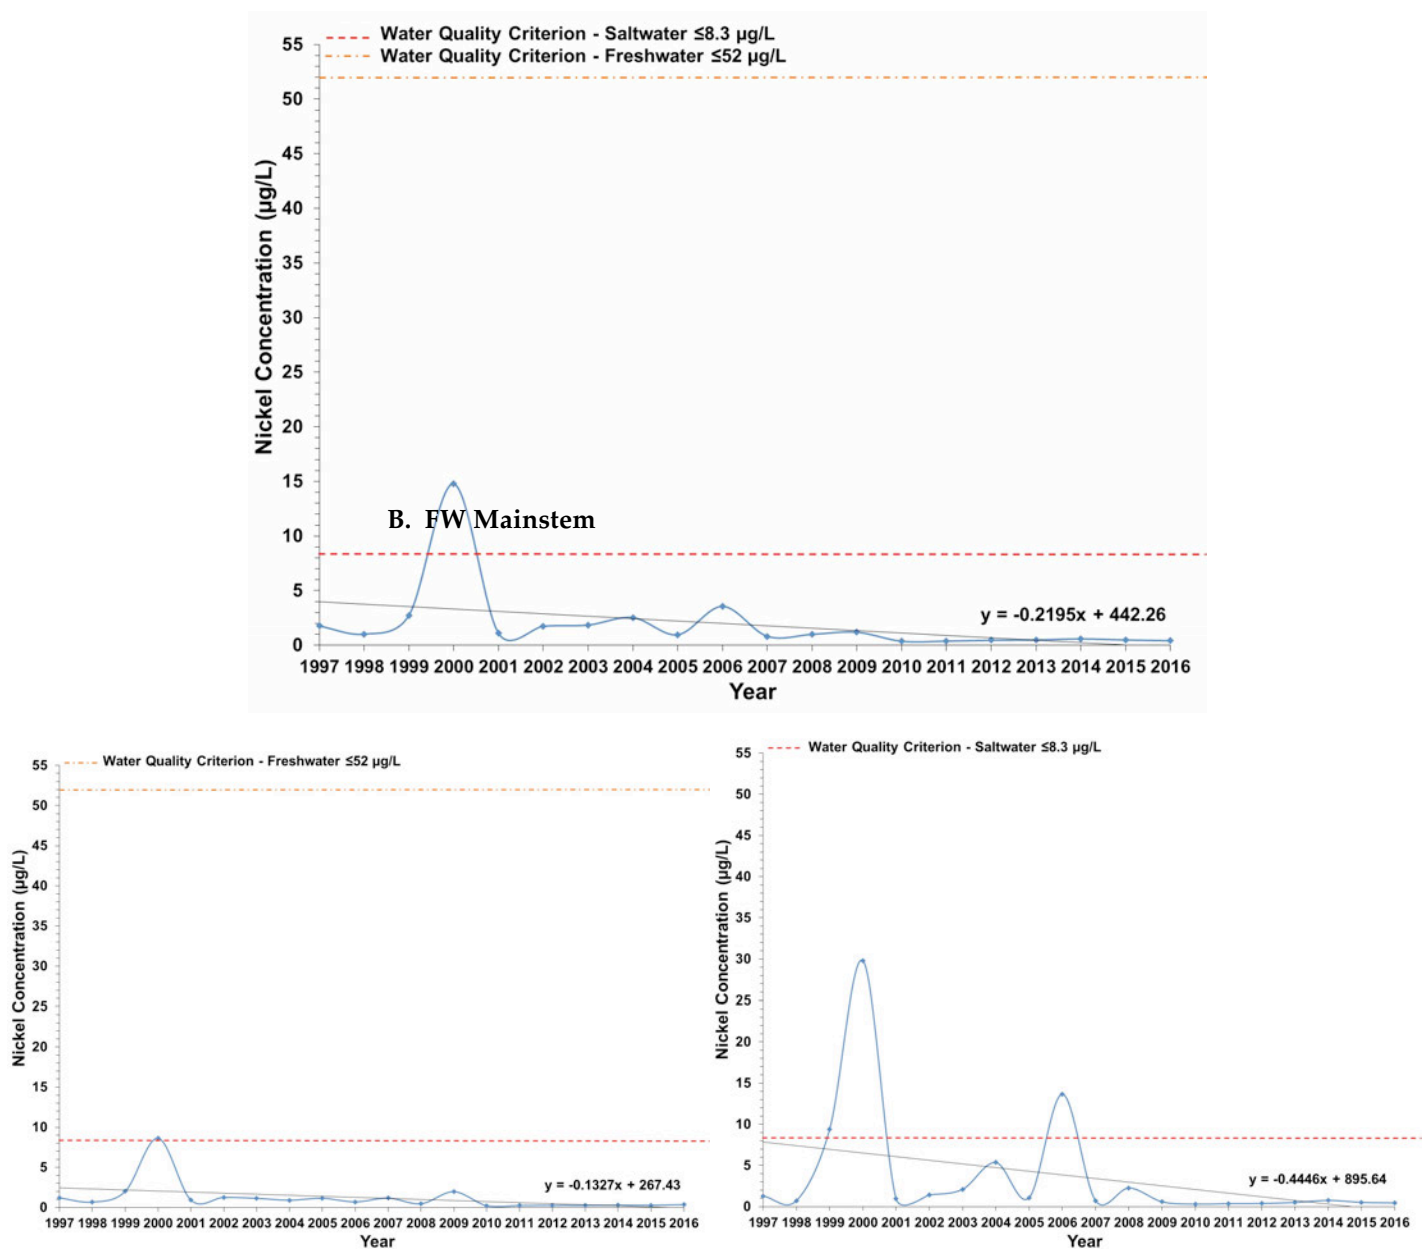 Water Quality Criterion - Saltwater ≤8.3 µg/L
Water Quality Criterion - Freshwater ≤52 µg/L
55
50
45
40
35
30
25
20
15
10
5
0
Nickel Concentration (µg/L)
B. FW Mainstem
y = -0.2195x + 442.26
1997 1998 1999 2000 2001 2002 2003 2004 2005 2006 2007 2008 2009 2010 2011 2012 2013 2014 2015 2016
Year
Water Quality Criterion - Freshwater ≤52 µg/L
55
50
45
40
35
30
25
20
15
10
5
0
Nickel Concentration (µg/L)
y = -0.1327x + 267.43
1997 1998 1999 2000 2001 2002 2003 2004 2005 2006 2007 2008 2009 2010 2011 2012 2013 2014 2015 2016
Year
Water Quality Criterion - Saltwater ≤8.3 µg/L
55
50
45
40
35
30
25
20
15
10
5
0
Nickel Concentration (µg/L)
y = -0.4446x + 895.64
1997 1998 1999 2000 2001 2002 2003 2004 2005 2006 2007 2008 2009 2010 2011 2012 2013 2014 2015 2016
Year